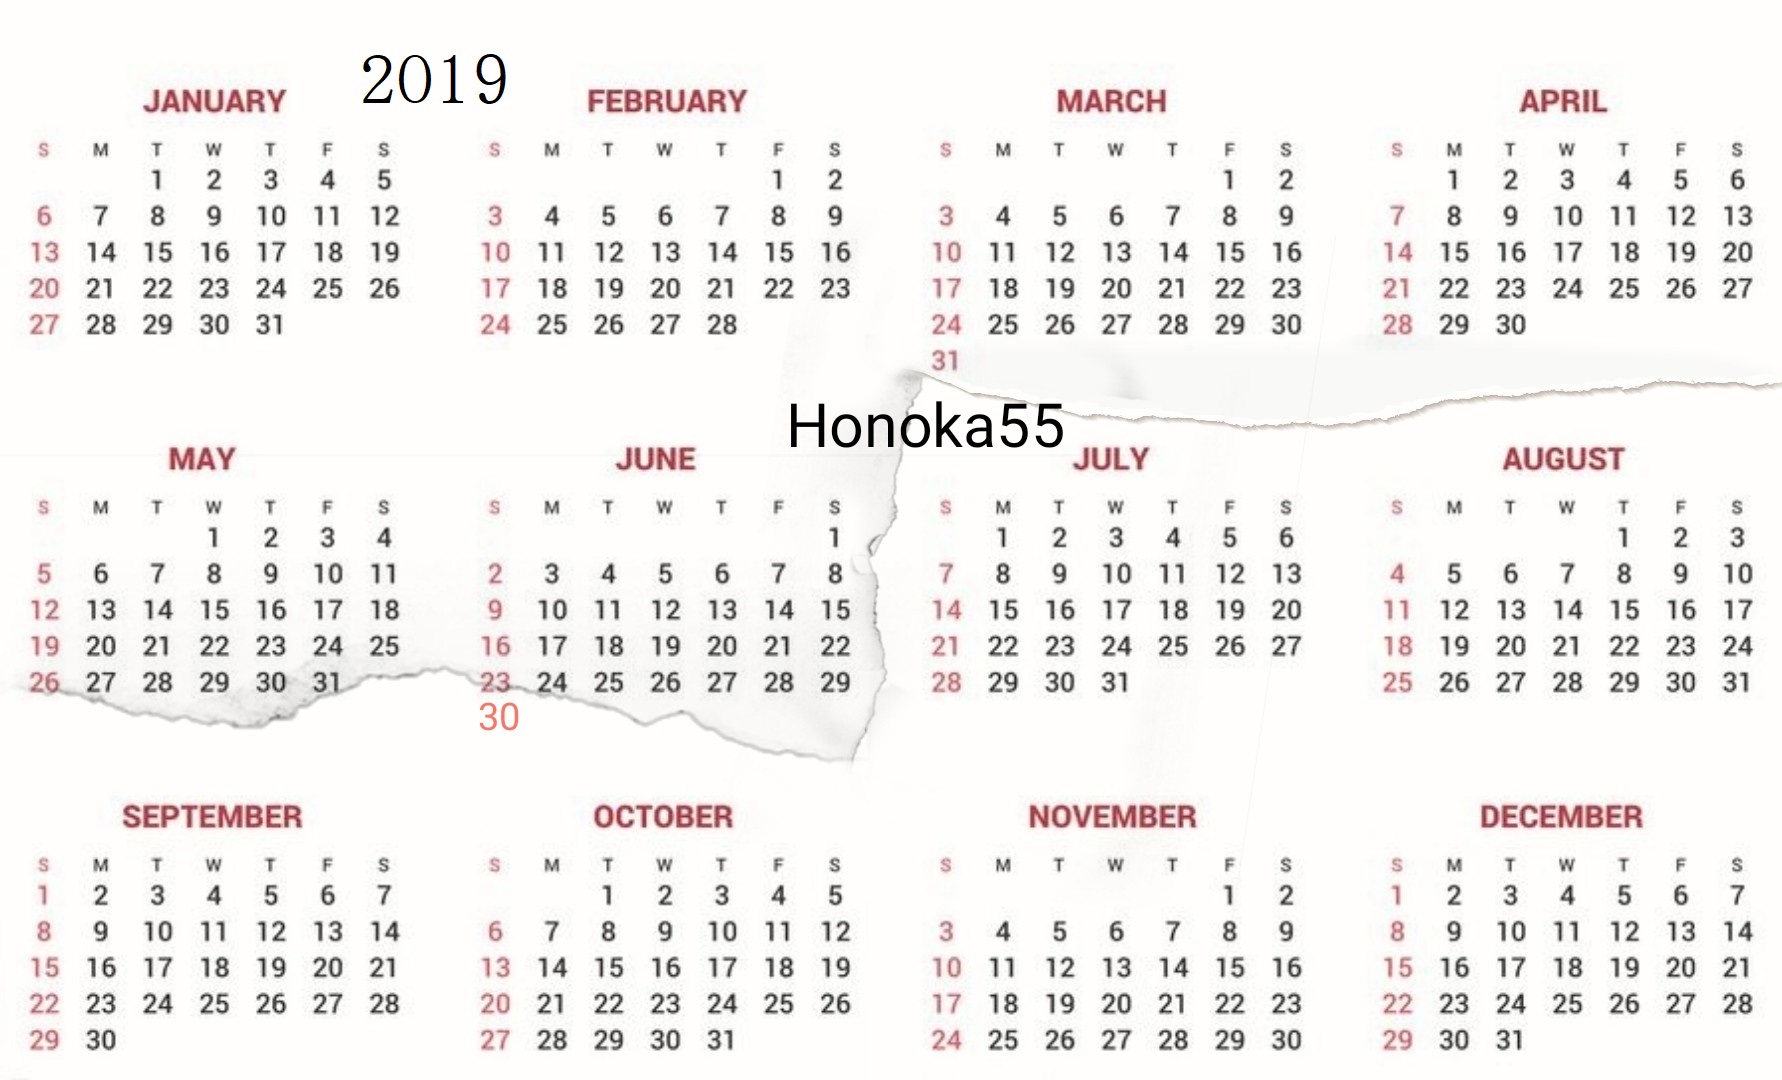 2019
JANUARY
S M T W T F S
1 2 3 4 5
6 7 8 9 10 11 12
13 14 15 16 17 18 19
20 21 22 23 24 25 26
27 28 29 30 31
FEBRUARY
S M T W T F S
1 2
3 4 5 6 7 8 9
10 11 12 13 14 15 16
17 18 19 20 21 22 23
24 25 26 27 28
MARCH
S M T W T F S
1 2
3 4 5 6 7 8 9
10 11 12 13 14 15 16
17 18 19 20 21 22 23
24 25 26 27 28 29 30
31
APRIL
S M T W T F S
1 2 3 4 5 6
7 8 9 10 11 12 13
14 15 16 17 18 19 20
21 22 23 24 25 26 27
28 29 30
Honoka55
MAY
S M T W T F S
1 2 3 4
5 6 7 8 9 10 11
12 13 14 15 16 17 18
19 20 21 22 23 24 25
26 27 28 29 30 31
JUNE
S M T W T F S
1
2 3 4 5 6 7 8
9 10 11 12 13 14 15
16 17 18 19 20 21 22
23 24 25 26 27 28 29
30
JULY
S M T W T F S
1 2 3 4 5 6
7 8 9 10 11 12 13
14 15 16 17 18 19 20
21 22 23 24 25 26 27
28 29 30 31
AUGUST
S M T W T F S
1 2 3
4 5 6 7 8 9 10
11 12 13 14 15 16 17
18 19 20 21 22 23 24
25 26 27 28 29 30 31
SEPTEMBER
S M T W T F S
1 2 3 4 5 6 7
8 9 10 11 12 13 14
15 16 17 18 19 20 21
22 23 24 25 26 27 28
29 30
OCTOBER
S M T W T F S
1 2 3 4 5
6 7 8 9 10 11 12
13 14 15 16 17 18 19
20 21 22 23 24 25 26
27 28 29 30 31
NOVEMBER
S M T W T F S
1 2
3 4 5 6 7 8 9
10 11 12 13 14 15 16
17 18 19 20 21 22 23
24 25 26 27 28 29 30
DECEMBER
S M T W T F S
1 2 3 4 5 6 7
8 9 10 11 12 13 14
15 16 17 18 19 20 21
22 23 24 25 26 27 28
29 30 31